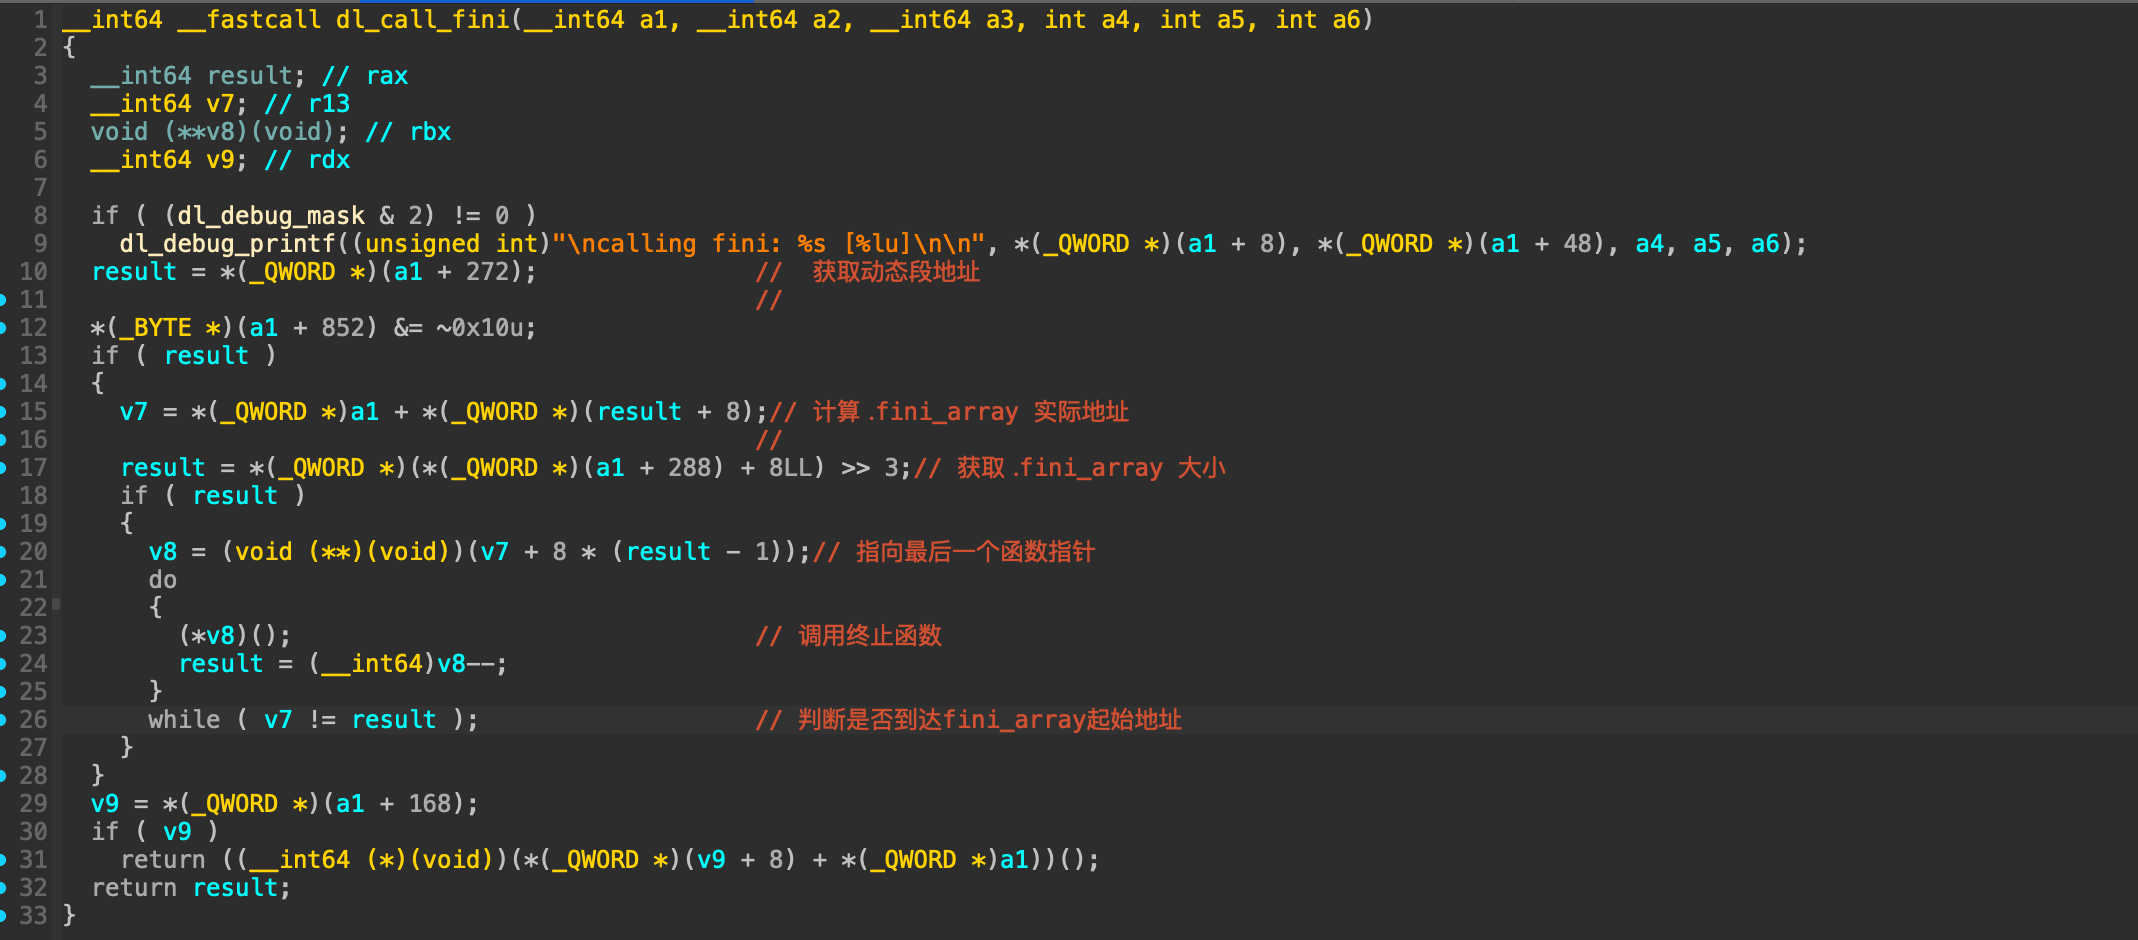 1 __int64 __fastcall dl_call_fini(__int64 a1, __int64 a2, __int64 a3, int a4, int a5, int a6)
2 {
3   __int64 result; // rax
4   __int64 v7; // r13
5   void (**v8)(void); // rbx
6   __int64 v9; // rdx
7
8   if ( (dl_debug_mask & 2) != 0 )
9     dl_debug_printf((unsigned int)"\ncalling fini: %s [%lu]\n\n", *(_QWORD *)(a1 + 8), *(_QWORD *)(a1 + 48), a4, a5, a6);
10   result = *(_QWORD *)(a1 + 272);               //  获取动态段地址
11                                                 //
12   *(_BYTE *)(a1 + 852) &= ~0x10u;
13   if ( result )
14   {
15     v7 = *(_QWORD *)a1 + *(_QWORD *)(result + 8);// 计算 .fini_array 实际地址
16                                                 //
17     result = *(_QWORD *)(*(_QWORD *)(a1 + 288) + 8LL) >> 3;// 获取 .fini_array 大小
18     if ( result )
19     {
20       v8 = (void (**)(void))(v7 + 8 * (result - 1));// 指向最后一个函数指针
21       do
22       {
23         (*v8)();                                // 调用终止函数
24         result = (__int64)v8--;
25       }
26       while ( v7 != result );                   // 判断是否到达fini_array起始地址
27     }
28   }
29   v9 = *(_QWORD *)(a1 + 168);
30   if ( v9 )
31     return ((__int64 (*)(void))(*(_QWORD *)(v9 + 8) + *(_QWORD *)a1))();
32   return result;
33 }